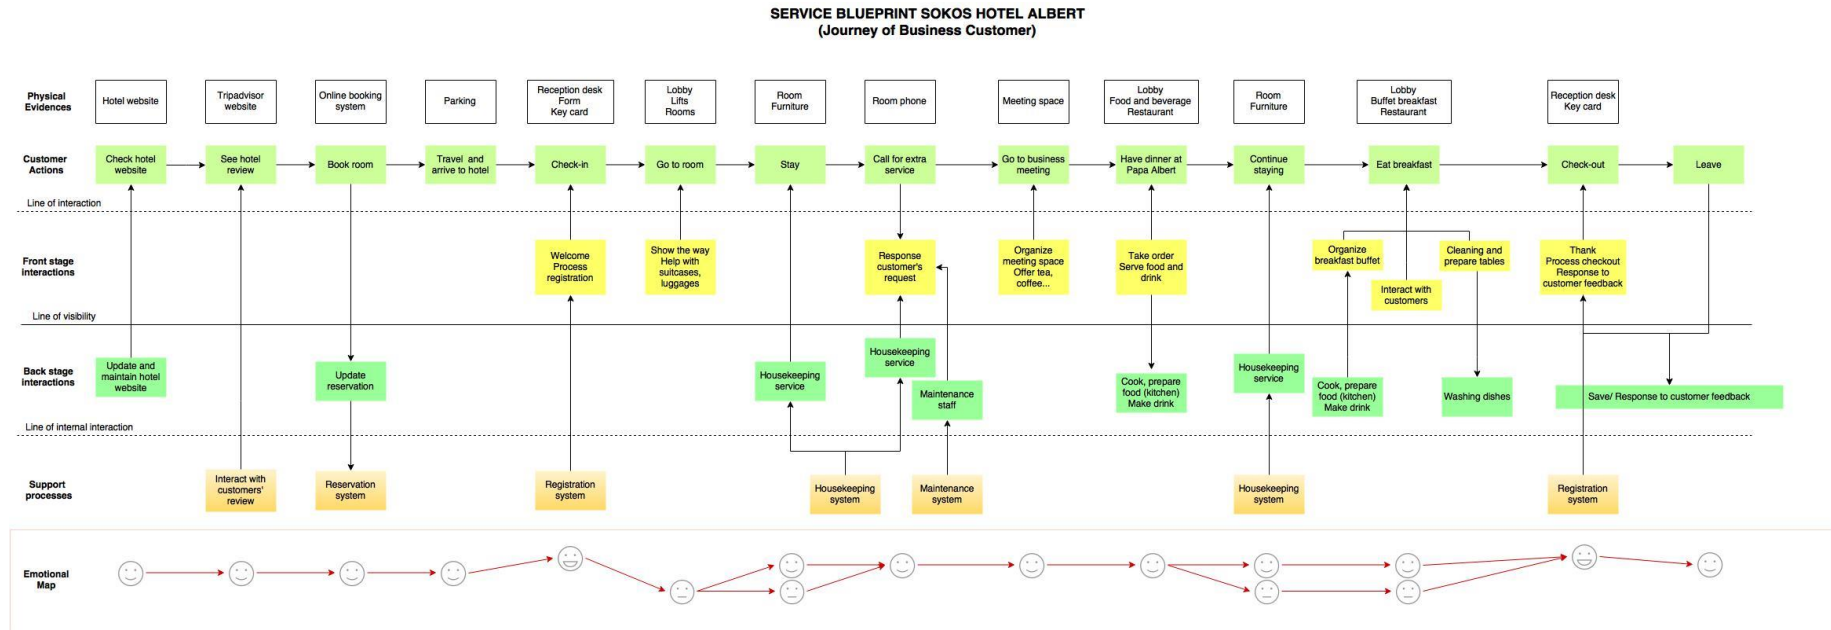 SERVICE BLUEPRINT SOKOS HOTEL ALBERT
(Journey of Business Customer)
Physical
Evidences
Hotel website
Tripadvisor
website
Online booking
system
Parking
Reception desk
Form
Key card
Lobby
Lifts
Rooms
Room
Furniture
Room phone
Meeting space
Lobby
Food and beverage
Restaurant
Room
Furniture
Lobby
Buffet breakfast
Restaurant
Reception desk
Key card
Customer
Actions
Check hotel
website
See hotel
review
Book room
Travel and
arrive to hotel
Check-in
Go to room
Stay
Call for extra
service
Go to business
meeting
Have dinner at
Papa Albert
Continue
staying
Eat breakfast
Check-out
Leave
Line of interaction
Front stage
interactions
Welcome
Process
registration
Show the way
Help with
suitcases,
luggages
Response
customer's
request
Organize
meeting space
Offer tea,
coffee...
Take order
Serve food and
drink
Organize
breakfast buffet
Interact with
customers
Cleaning and
prepare tables
Thank
Process checkout
Response to
customer feedback
Line of visibility
Back stage
interactions
Update and
maintain hotel
website
Update
reservation
Housekeeping
service
Housekeeping
service
Maintenance
staff
Cook, prepare
food (kitchen)
Make drink
Housekeeping
service
Cook, prepare
food (kitchen)
Make drink
Washing dishes
Save/ Response to customer feedback
Line of internal interaction
Support
processes
Interact with
customers'
review
Reservation
system
Registration
system
Housekeeping
system
Maintenance
system
Housekeeping
system
Registration
system
Emotional
Map